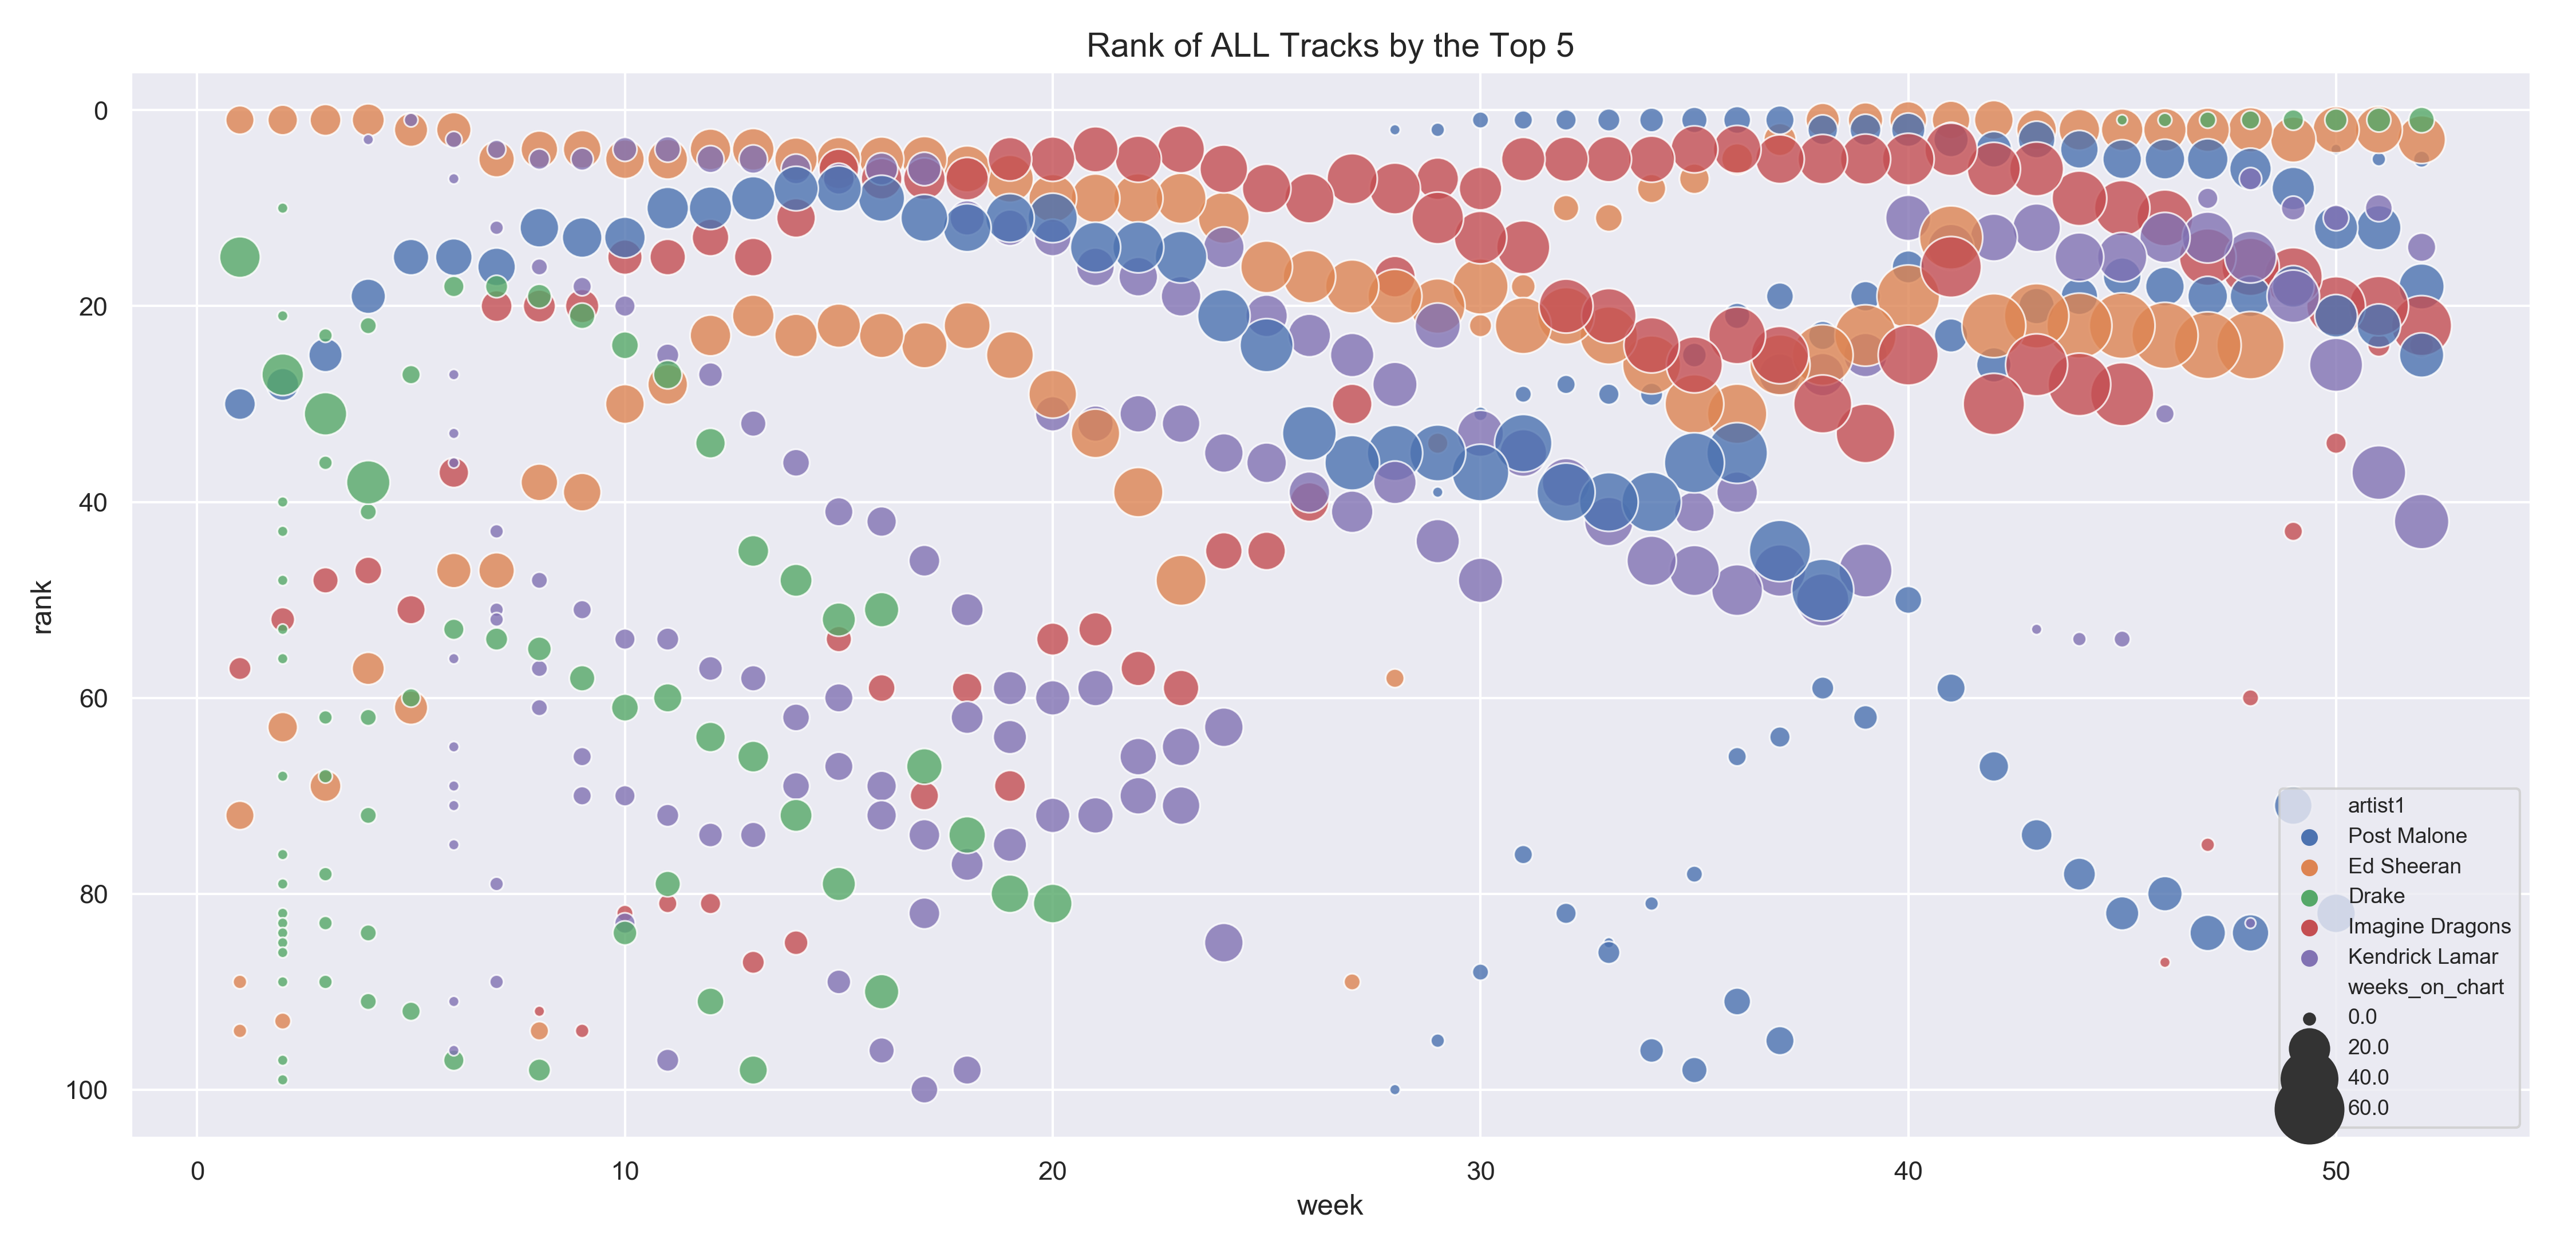 Rank of ALL Tracks by the Top 5
0
20
40
60
80
100
rank
artist1
Post Malone
Ed Sheeran
Drake
Imagine Dragons
Kendrick Lamar
weeks_on_chart
0.0
20.0
40.0
60.0
0 10 20 30 40 50
week